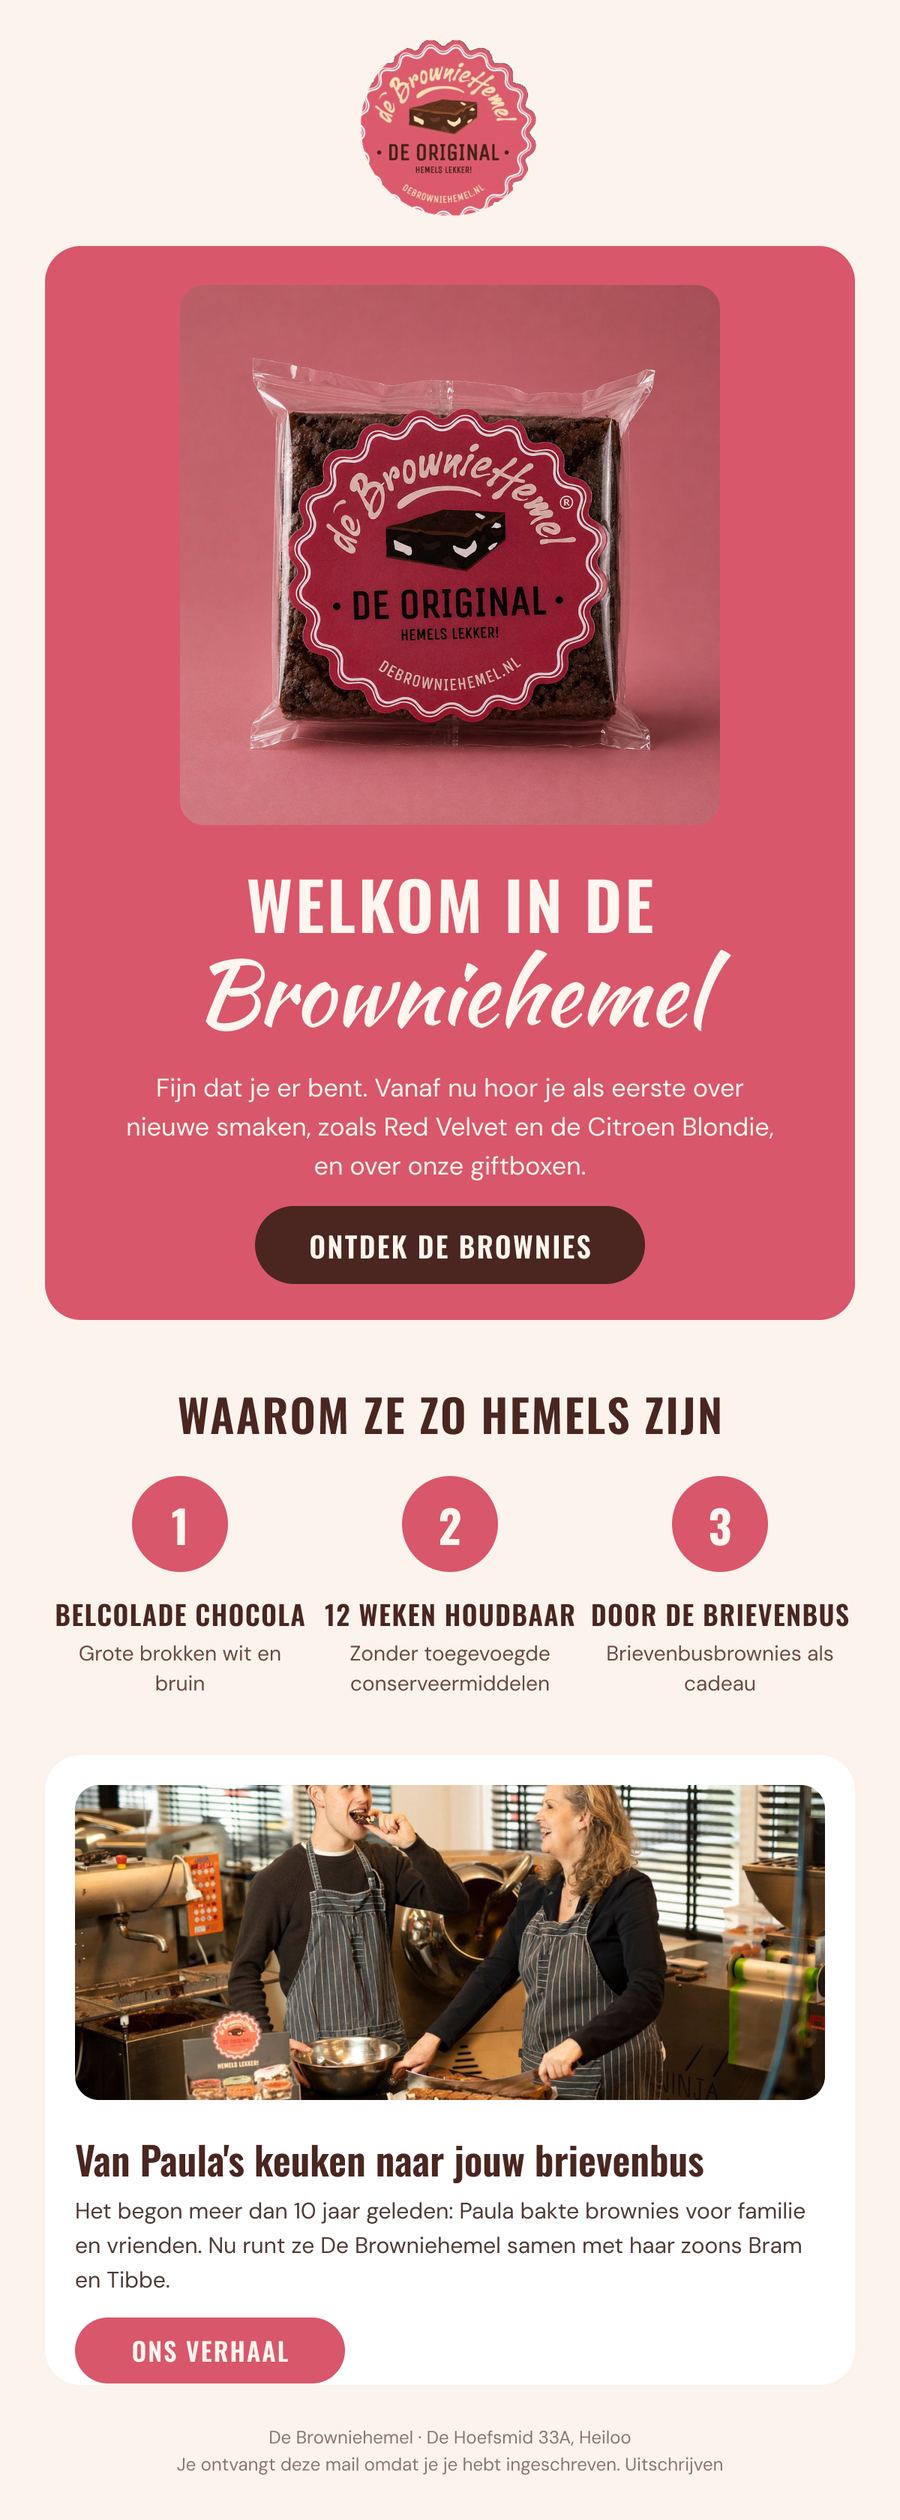 de BrownieHemel
• DE ORIGINAL •
HEMELS LEKKER!
DEBROWNIEHEMEL.NL
de BrownieHemel®
• DE ORIGINAL •
HEMELS LEKKER!
DEBROWNIEHEMEL.NL
WELKOM IN DE
Browniehemel
Fijn dat je er bent. Vanaf nu hoor je als eerste over
nieuwe smaken, zoals Red Velvet en de Citroen Blondie,
en over onze giftboxen.
ONTDEK DE BROWNIES
WAAROM ZE ZO HEMELS ZIJN
1
2
3
BELCOLADE CHOCOLA
Grote brokken wit en
bruin
12 WEKEN HOUDBAAR
Zonder toegevoegde
conserveermiddelen
DOOR DE BRIEVENBUS
Brievenbusbrownies als
cadeau
HEMELS LEKKER!
NINJA
Van Paula's keuken naar jouw brievenbus
Het begon meer dan 10 jaar geleden: Paula bakte brownies voor familie
en vrienden. Nu runt ze De Browniehemel samen met haar zoons Bram
en Tibbe.
ONS VERHAAL
De Browniehemel · De Hoefsmid 33A, Heiloo
Je ontvangt deze mail omdat je je hebt ingeschreven. Uitschrijven